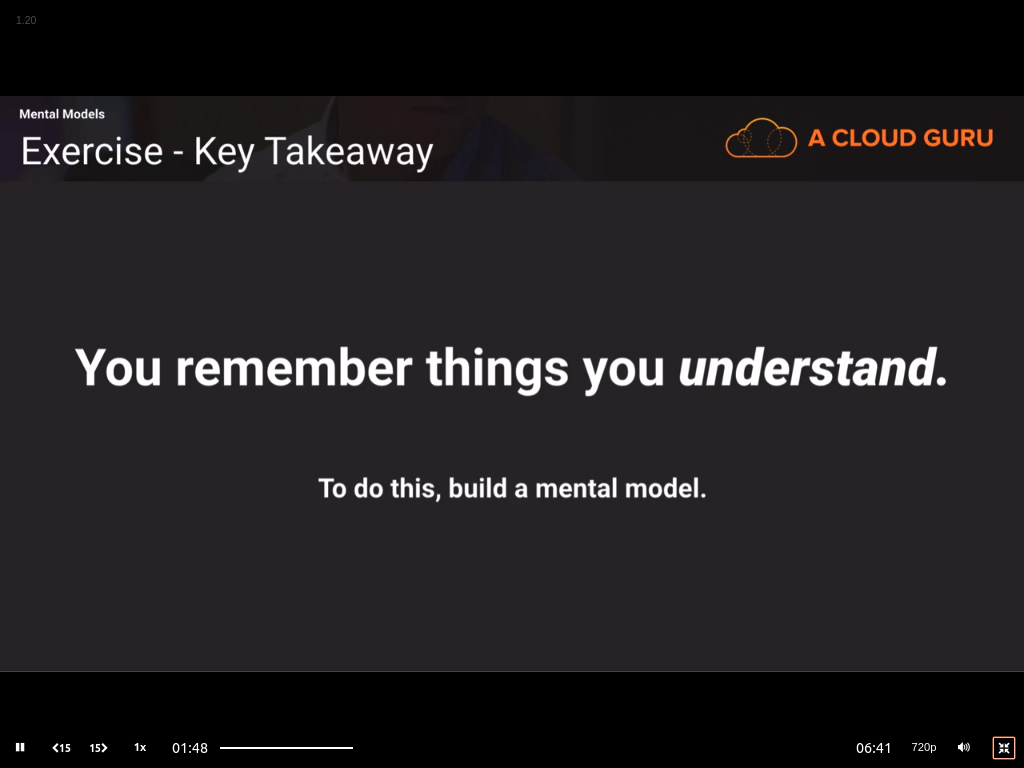 1.20
Mental Models
Exercise - Key Takeaway
A CLOUD GURU
You remember things you understand.
To do this, build a mental model.
15
15
1x
01:48
06:41
720p